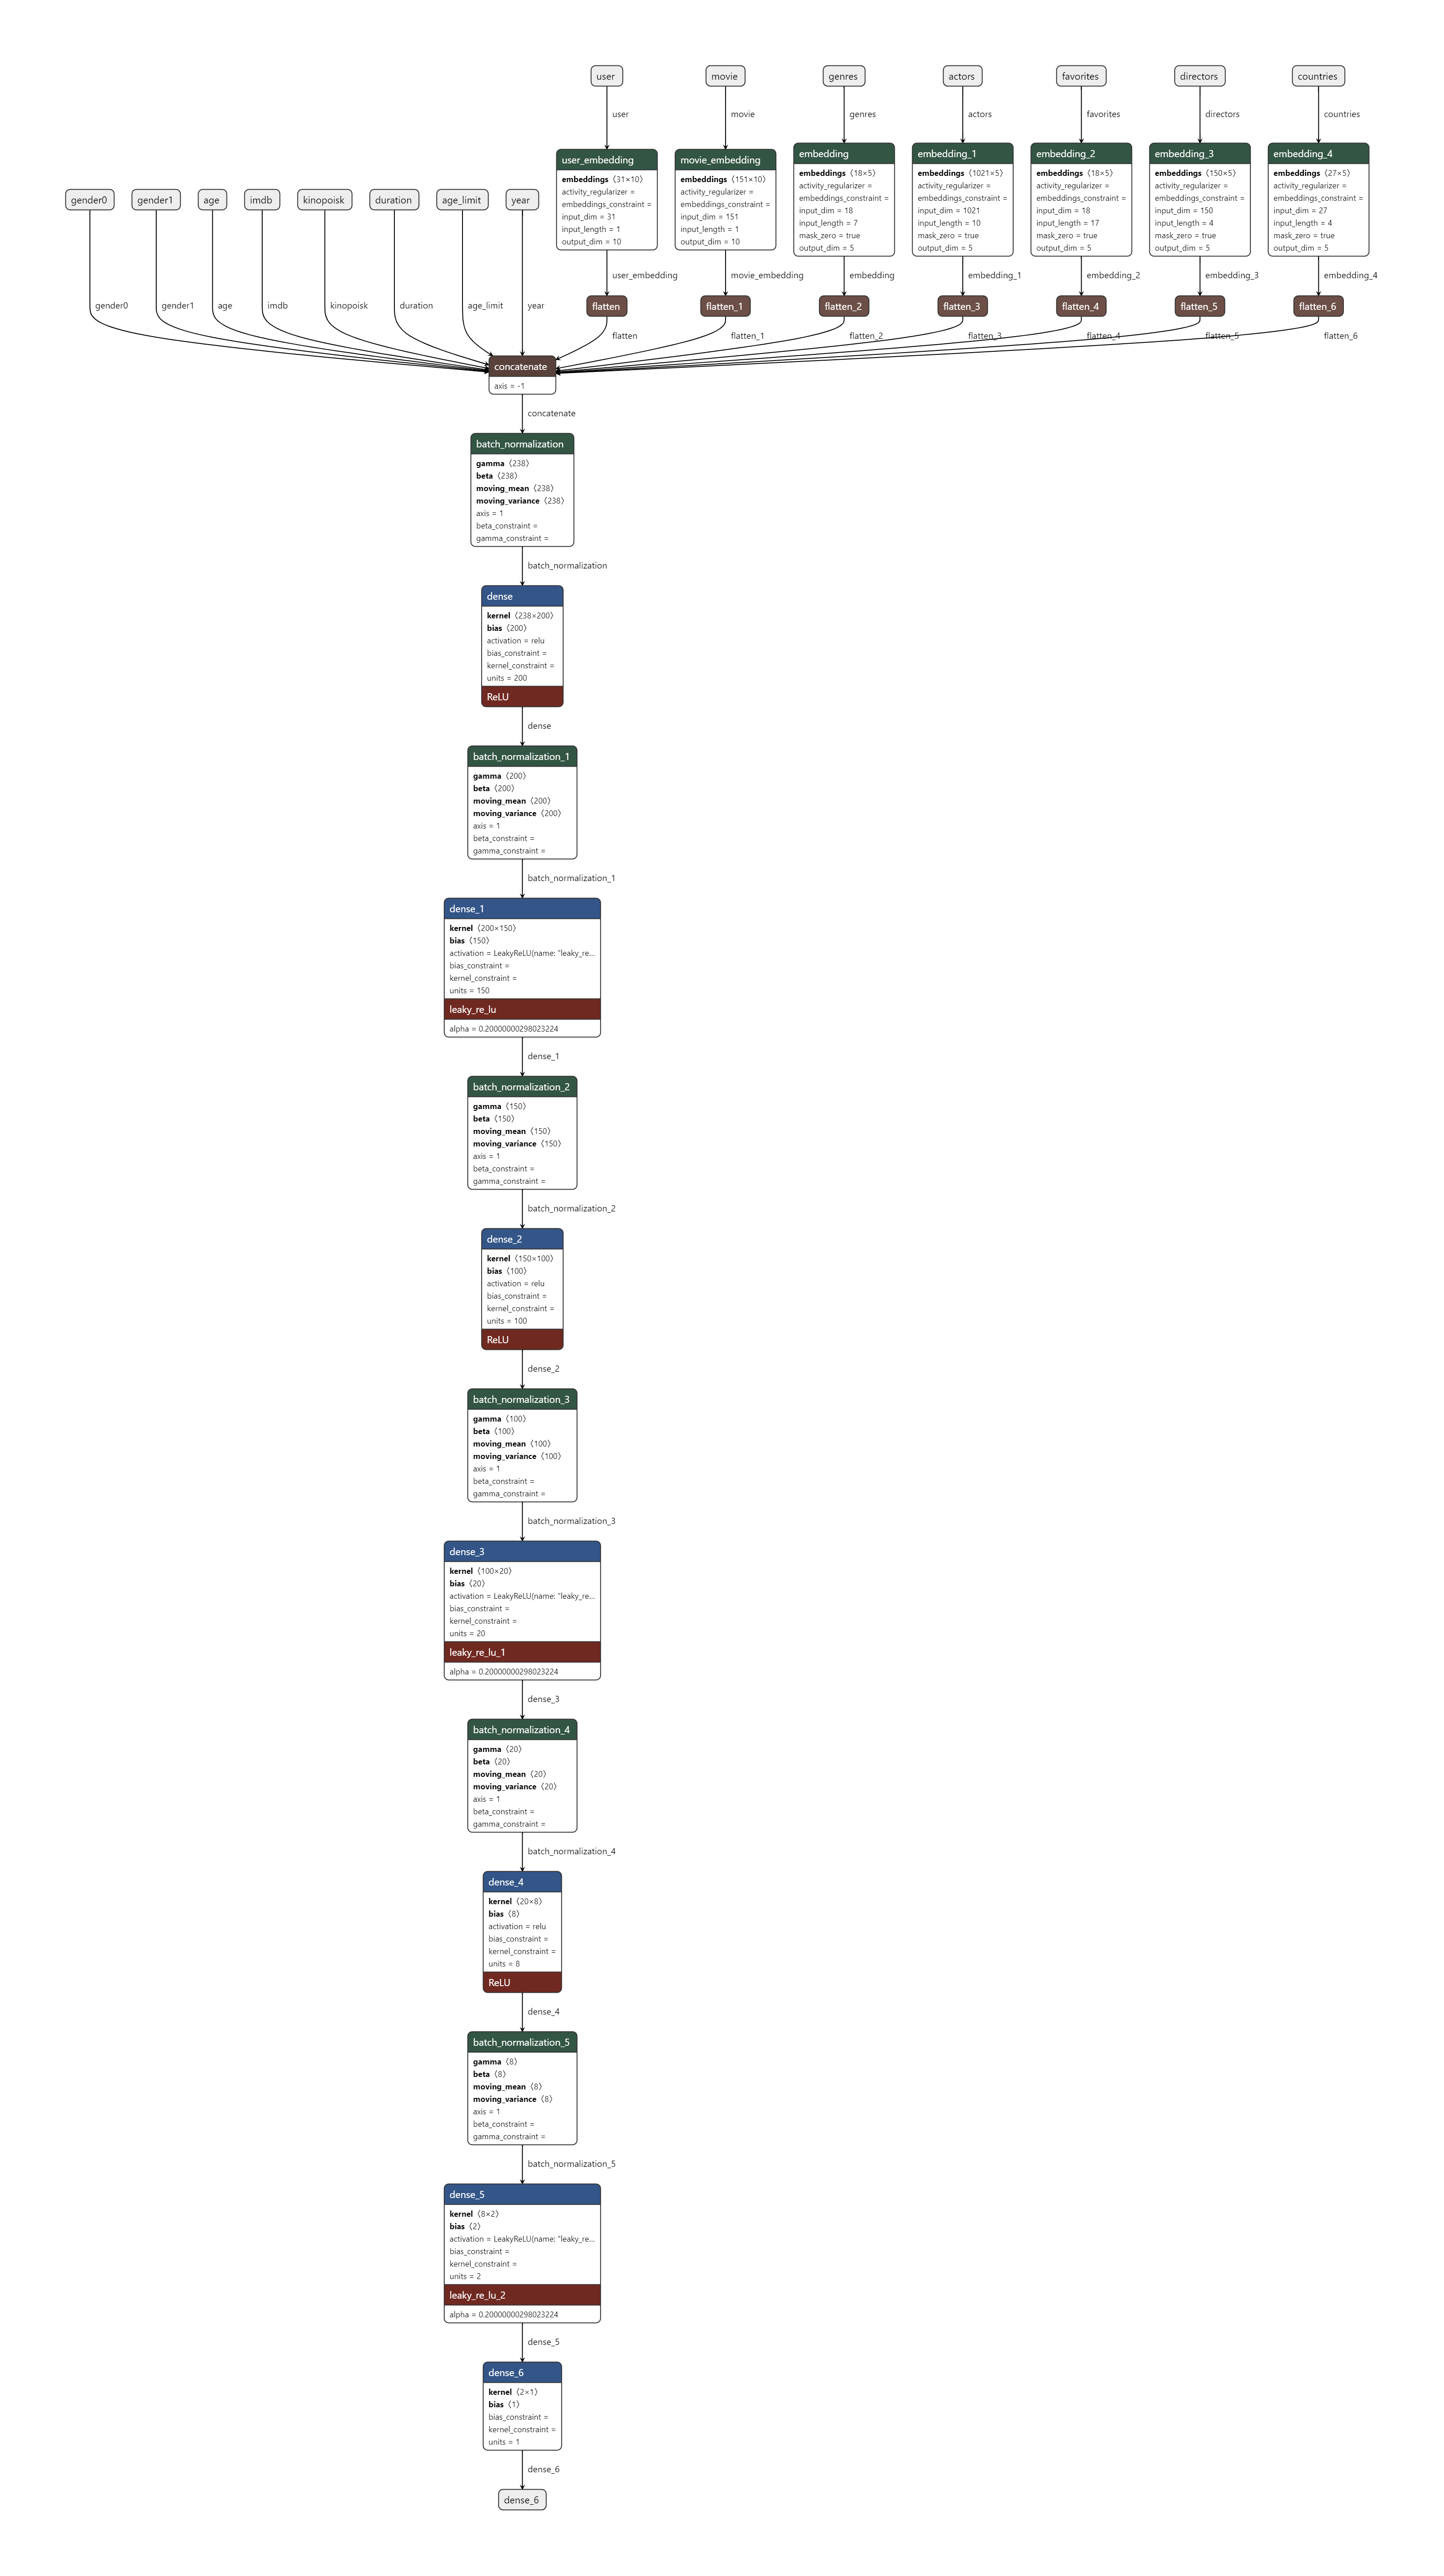 user
movie
genres
actors
favorites
directors
countries
user
movie
genres
actors
favorites
directors
countries
user_embedding
embeddings 〈31×10〉
activity_regularizer =
embeddings_constraint =
input_dim = 31
input_length = 1
output_dim = 10
movie_embedding
embeddings 〈151×10〉
activity_regularizer =
embeddings_constraint =
input_dim = 151
input_length = 1
output_dim = 10
embedding
embeddings 〈18×5〉
activity_regularizer =
embeddings_constraint =
input_dim = 18
input_length = 7
mask_zero = true
output_dim = 5
embedding_1
embeddings 〈1021×5〉
activity_regularizer =
embeddings_constraint =
input_dim = 1021
input_length = 10
mask_zero = true
output_dim = 5
embedding_2
embeddings 〈18×5〉
activity_regularizer =
embeddings_constraint =
input_dim = 18
input_length = 17
mask_zero = true
output_dim = 5
embedding_3
embeddings 〈150×5〉
activity_regularizer =
embeddings_constraint =
input_dim = 150
input_length = 4
mask_zero = true
output_dim = 5
embedding_4
embeddings 〈27×5〉
activity_regularizer =
embeddings_constraint =
input_dim = 27
input_length = 4
mask_zero = true
output_dim = 5
gender0
gender1
age
imdb
kinopoisk
duration
age_limit
year
user_embedding
movie_embedding
embedding
embedding_1
embedding_2
embedding_3
embedding_4
gender0
gender1
age
imdb
kinopoisk
duration
age_limit
year
flatten
flatten_1
flatten_2
flatten_3
flatten_4
flatten_5
flatten_6
flatten
flatten_1
flatten_2
flatten_3
flatten_4
flatten_5
flatten_6
concatenate
axis = -1
concatenate
batch_normalization
gamma 〈238〉
beta 〈238〉
moving_mean 〈238〉
moving_variance 〈238〉
axis = 1
beta_constraint =
gamma_constraint =
batch_normalization
dense
kernel 〈238×200〉
bias 〈200〉
activation = relu
bias_constraint =
kernel_constraint =
units = 200
ReLU
dense
batch_normalization_1
gamma 〈200〉
beta 〈200〉
moving_mean 〈200〉
moving_variance 〈200〉
axis = 1
beta_constraint =
gamma_constraint =
batch_normalization_1
dense_1
kernel 〈200×150〉
bias 〈150〉
activation = LeakyReLU(name: "leaky_re…
bias_constraint =
kernel_constraint =
units = 150
leaky_re_lu
alpha = 0.20000000298023224
dense_1
batch_normalization_2
gamma 〈150〉
beta 〈150〉
moving_mean 〈150〉
moving_variance 〈150〉
axis = 1
beta_constraint =
gamma_constraint =
batch_normalization_2
dense_2
kernel 〈150×100〉
bias 〈100〉
activation = relu
bias_constraint =
kernel_constraint =
units = 100
ReLU
dense_2
batch_normalization_3
gamma 〈100〉
beta 〈100〉
moving_mean 〈100〉
moving_variance 〈100〉
axis = 1
beta_constraint =
gamma_constraint =
batch_normalization_3
dense_3
kernel 〈100×20〉
bias 〈20〉
activation = LeakyReLU(name: "leaky_re…
bias_constraint =
kernel_constraint =
units = 20
leaky_re_lu_1
alpha = 0.20000000298023224
dense_3
batch_normalization_4
gamma 〈20〉
beta 〈20〉
moving_mean 〈20〉
moving_variance 〈20〉
axis = 1
beta_constraint =
gamma_constraint =
batch_normalization_4
dense_4
kernel 〈20×8〉
bias 〈8〉
activation = relu
bias_constraint =
kernel_constraint =
units = 8
ReLU
dense_4
batch_normalization_5
gamma 〈8〉
beta 〈8〉
moving_mean 〈8〉
moving_variance 〈8〉
axis = 1
beta_constraint =
gamma_constraint =
batch_normalization_5
dense_5
kernel 〈8×2〉
bias 〈2〉
activation = LeakyReLU(name: "leaky_re…
bias_constraint =
kernel_constraint =
units = 2
leaky_re_lu_2
alpha = 0.20000000298023224
dense_5
dense_6
kernel 〈2×1〉
bias 〈1〉
bias_constraint =
kernel_constraint =
units = 1
dense_6
dense_6